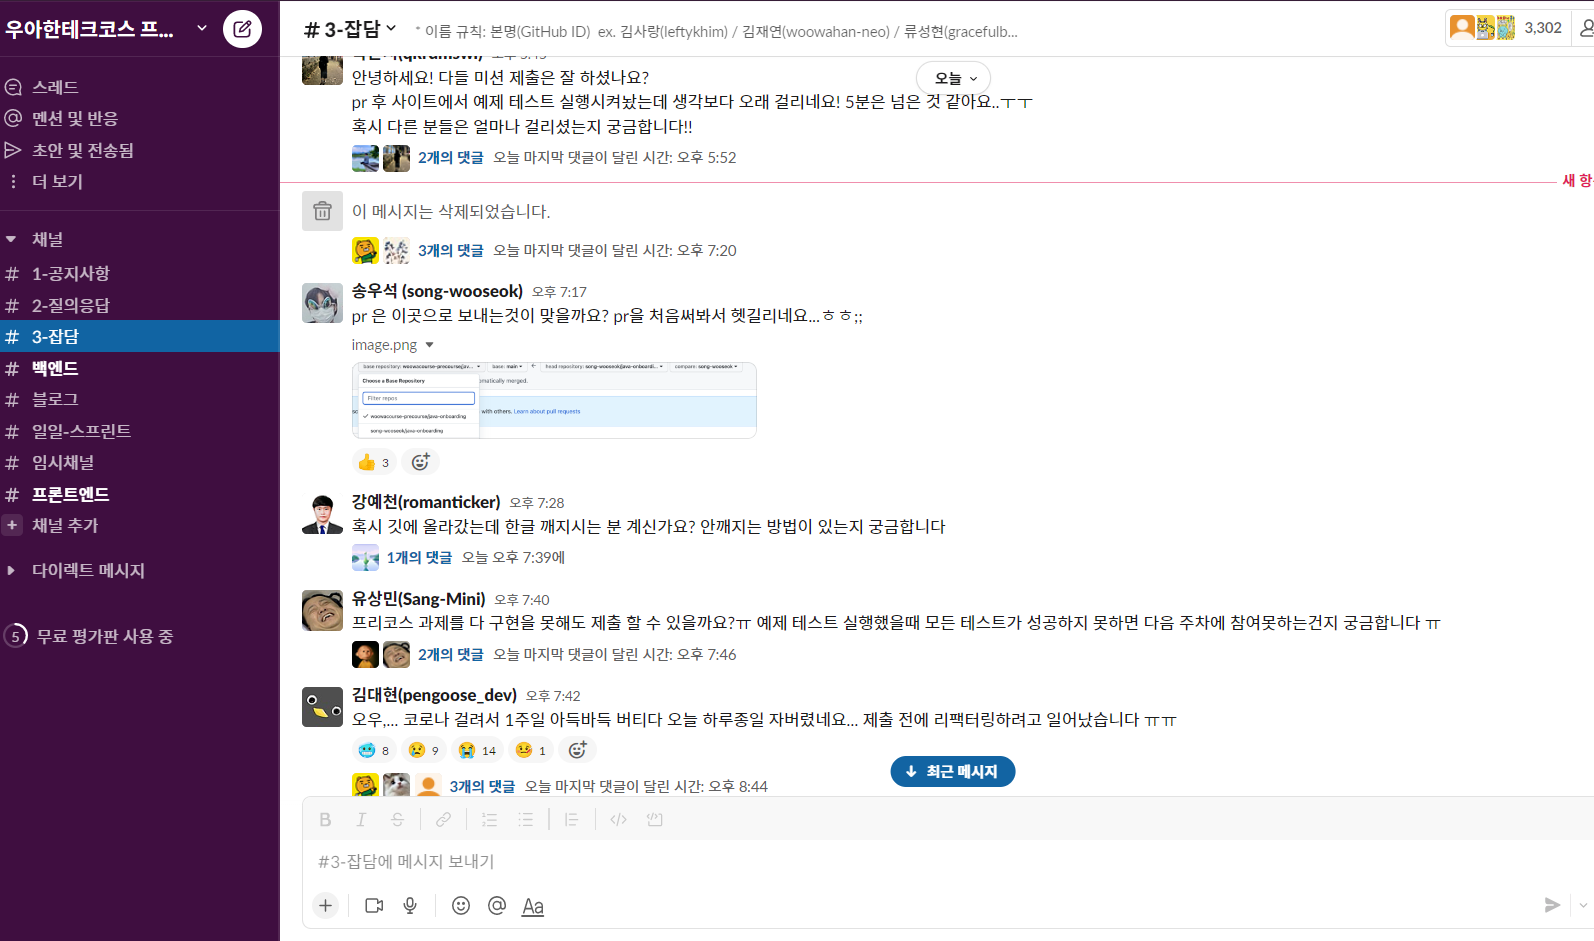 우아한테크코스 프...
스레드
멘션 및 반응
초안 및 전송됨
더 보기
채널
# 1-공지사항
# 2-질의응답
# 3-잡담
# 백엔드
# 블로그
# 일일-스프린트
# 임시채널
# 프론트엔드
+ 채널 추가
다이렉트 메시지
5 무료 평가판 사용 중
# 3-잡담
* 이름 규칙: 본명(GitHub ID) ex. 김사랑(leftykhim) / 김재연(woowahan-neo) / 류성현(gracefulb...
3,302
오늘
안녕하세요! 다들 미션 제출은 잘 하셨나요?
pr 후 사이트에서 예제 테스트 실행시켜놨는데 생각보다 오래 걸리네요! 5분은 넘은 것 같아요..ㅜㅜ
혹시 다른 분들은 얼마나 걸리셨는지 궁금합니다!!
2개의 댓글 오늘 마지막 댓글이 달린 시간: 오후 5:52
새 항
이 메시지는 삭제되었습니다.
3개의 댓글 오늘 마지막 댓글이 달린 시간: 오후 7:20
송우석 (song-wooseok) 오후 7:17
pr 은 이곳으로 보내는것이 맞을까요? pr을 처음써봐서 헷길리네요...ㅎㅎ;;
image.png
base repository: woowacourse-precourse/jav... base: main head repository: song-wooseok/java-onboardi... compare: song-wooseok
Choose a Base Repository
omatically merged.
Filter repos
with others. Learn about pull requests
woowacourse-precourse/java-onboarding
song-wooseok/java-onboarding
3
강예천(romanticker) 오후 7:28
혹시 깃에 올라갔는데 한글 깨지시는 분 계신가요? 안깨지는 방법이 있는지 궁금합니다
1개의 댓글 오늘 오후 7:39에
유상민(Sang-Mini) 오후 7:40
프리코스 과제를 다 구현을 못해도 제출 할 수 있을까요?ㅠ 예제 테스트 실행했을때 모든 테스트가 성공하지 못하면 다음 주차에 참여못하는건지 궁금합니다 ㅠ
2개의 댓글 오늘 마지막 댓글이 달린 시간: 오후 7:46
김대현(pengoose_dev) 오후 7:42
오우,... 코로나 걸려서 1주일 아득바득 버티다 오늘 하루종일 자버렸네요... 제출 전에 리팩터링하려고 일어났습니다 ㅠㅠ
8 9 14 1
최근 메시지
3개의 댓글 오늘 마지막 댓글이 달린 시간: 오후 8:44
B I S
#3-잡담에 메시지 보내기
Aa